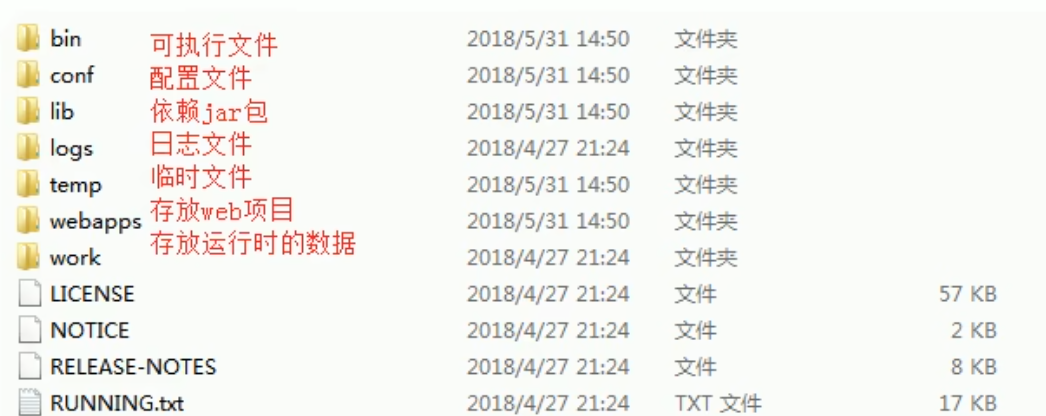 bin 可执行文件 2018/5/31 14:50 文件夹
conf 配置文件 2018/5/31 14:50 文件夹
lib 依赖jar包 2018/5/31 14:50 文件夹
logs 日志文件 2018/4/27 21:24 文件夹
temp 临时文件 2018/5/31 14:50 文件夹
webapps 存放web项目 2018/5/31 14:50 文件夹
work 存放运行时的数据 2018/4/27 21:24 文件夹
LICENSE 2018/4/27 21:24 文件 57 KB
NOTICE 2018/4/27 21:24 文件 2 KB
RELEASE-NOTES 2018/4/27 21:24 文件 8 KB
RUNNING.txt 2018/4/27 21:24 TXT 文件 17 KB